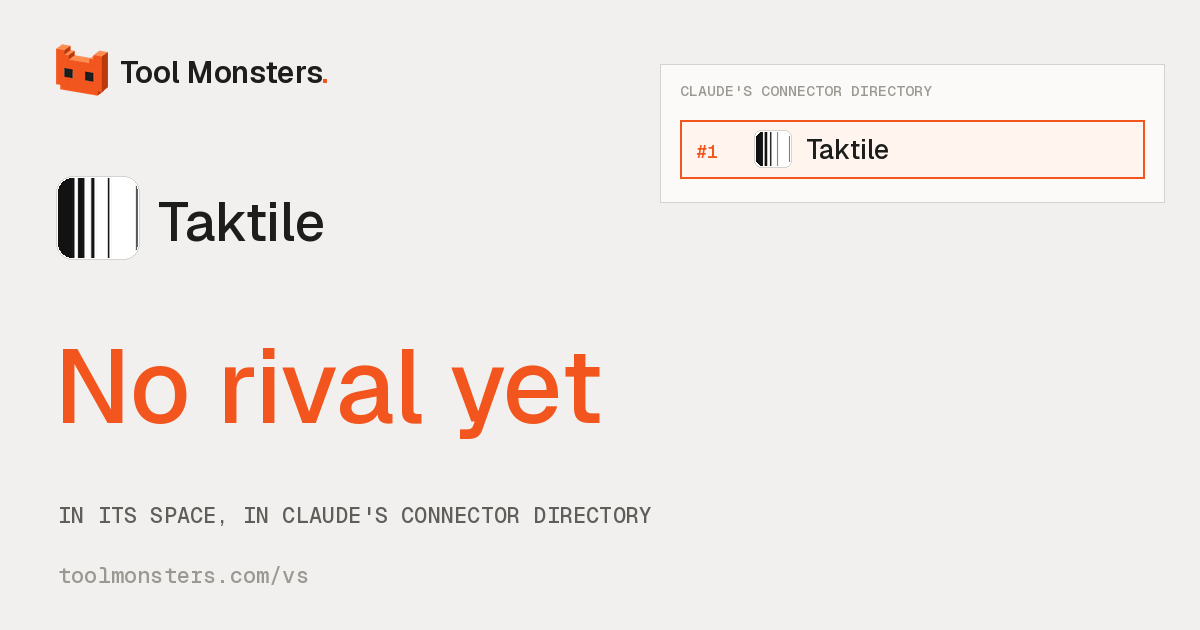 Tool Monsters.
Taktile
No rival yet
IN ITS SPACE, IN CLAUDE'S CONNECTOR DIRECTORY
toolmonsters.com/vs
CLAUDE'S CONNECTOR DIRECTORY
#1 Taktile